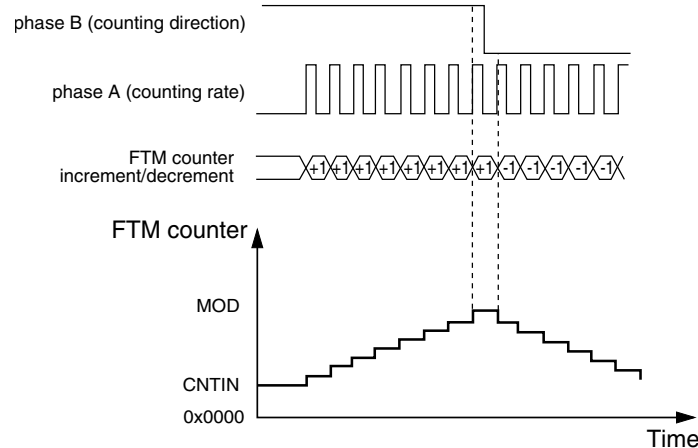 phase B (counting direction)
phase A (counting rate)
FTM counter
increment/decrement
+1 +1 +1 +1 +1 +1 +1 +1 -1 -1 -1 -1 -1
FTM counter
MOD
CNTIN
0x0000
Time